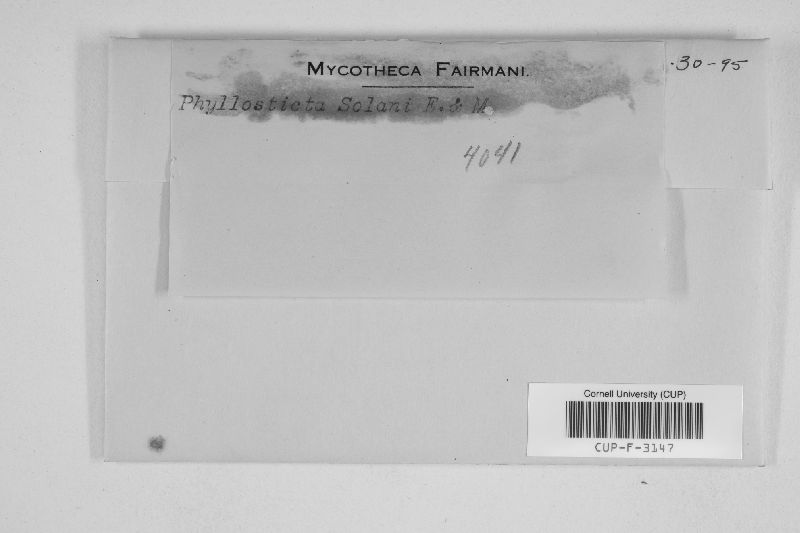 MYCOTHECA FAIRMANI.
·30-95
Phyllosticta Solani E. & M.
4041
Cornell University (CUP)
CUP-F-3147